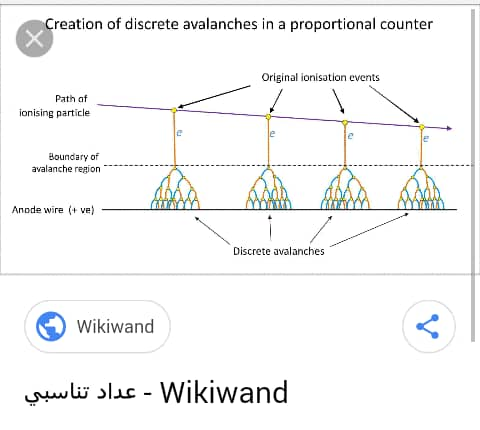 Creation of discrete avalanches in a proportional counter
Original ionisation events
Path of
ionising particle
e
e
e
e
Boundary of
avalanche region
Anode wire (+ ve)
Discrete avalanches
Wikiwand
عداد تناسبي - Wikiwand